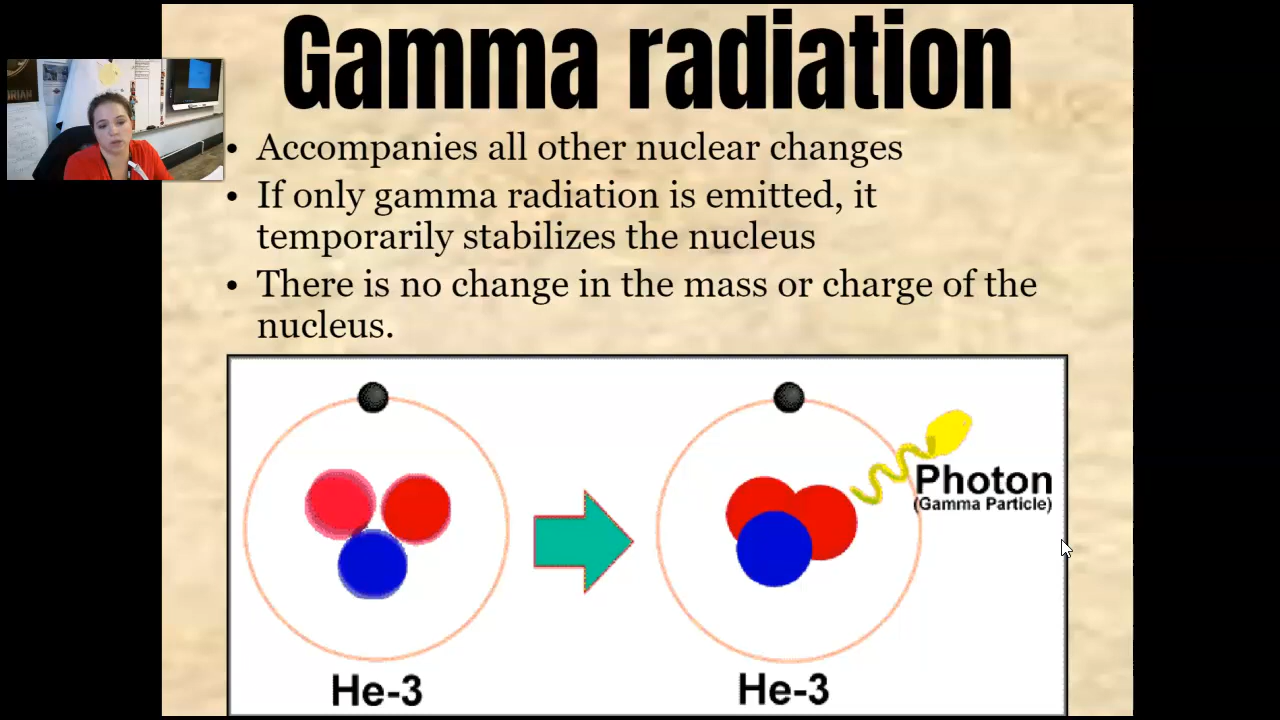 Gamma radiation
• Accompanies all other nuclear changes
• If only gamma radiation is emitted, it
temporarily stabilizes the nucleus
• There is no change in the mass or charge of the
nucleus.
Photon
(Gamma Particle)
He-3
He-3